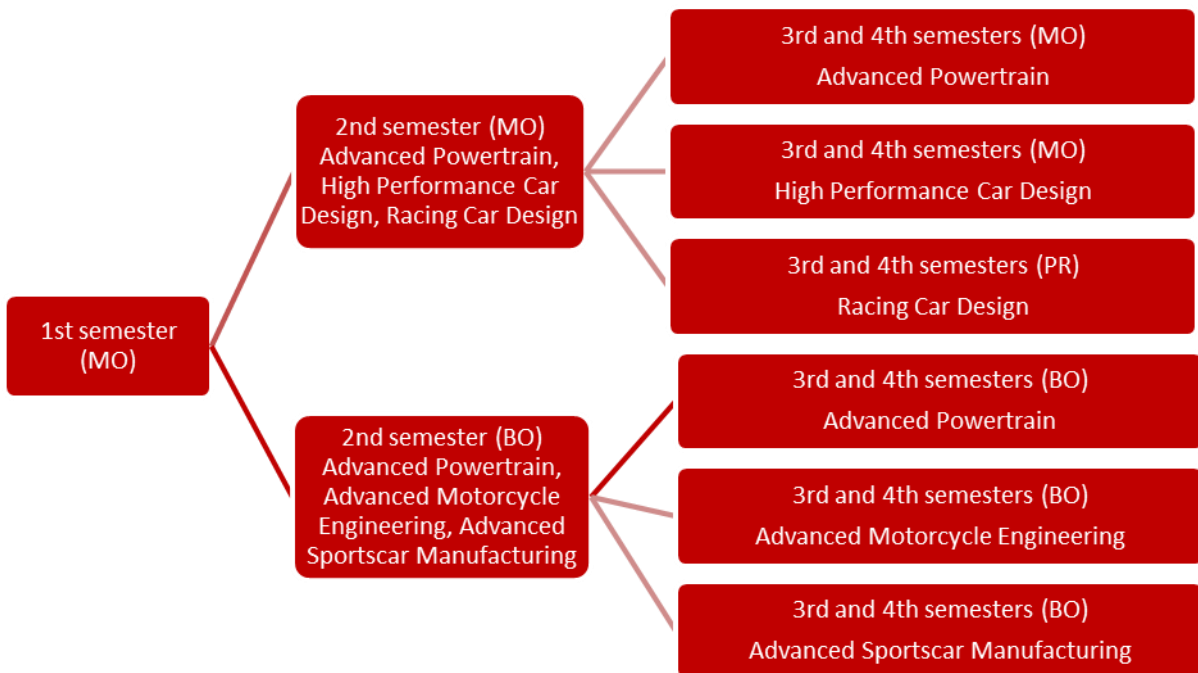 1st semester
(MO)
2nd semester (MO)
Advanced Powertrain,
High Performance Car
Design, Racing Car Design
2nd semester (BO)
Advanced Powertrain,
Advanced Motorcycle
Engineering, Advanced
Sportscar Manufacturing
3rd and 4th semesters (MO)
Advanced Powertrain
3rd and 4th semesters (MO)
High Performance Car Design
3rd and 4th semesters (PR)
Racing Car Design
3rd and 4th semesters (BO)
Advanced Powertrain
3rd and 4th semesters (BO)
Advanced Motorcycle Engineering
3rd and 4th semesters (BO)
Advanced Sportscar Manufacturing